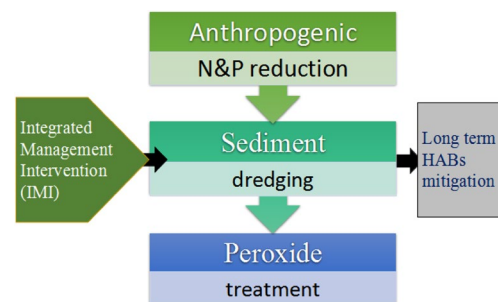 Anthropogenic
N&P reduction
Integrated
Management
Intervention
(IMI)
Sediment
dredging
Long term
HABs
mitigation
Peroxide
treatment